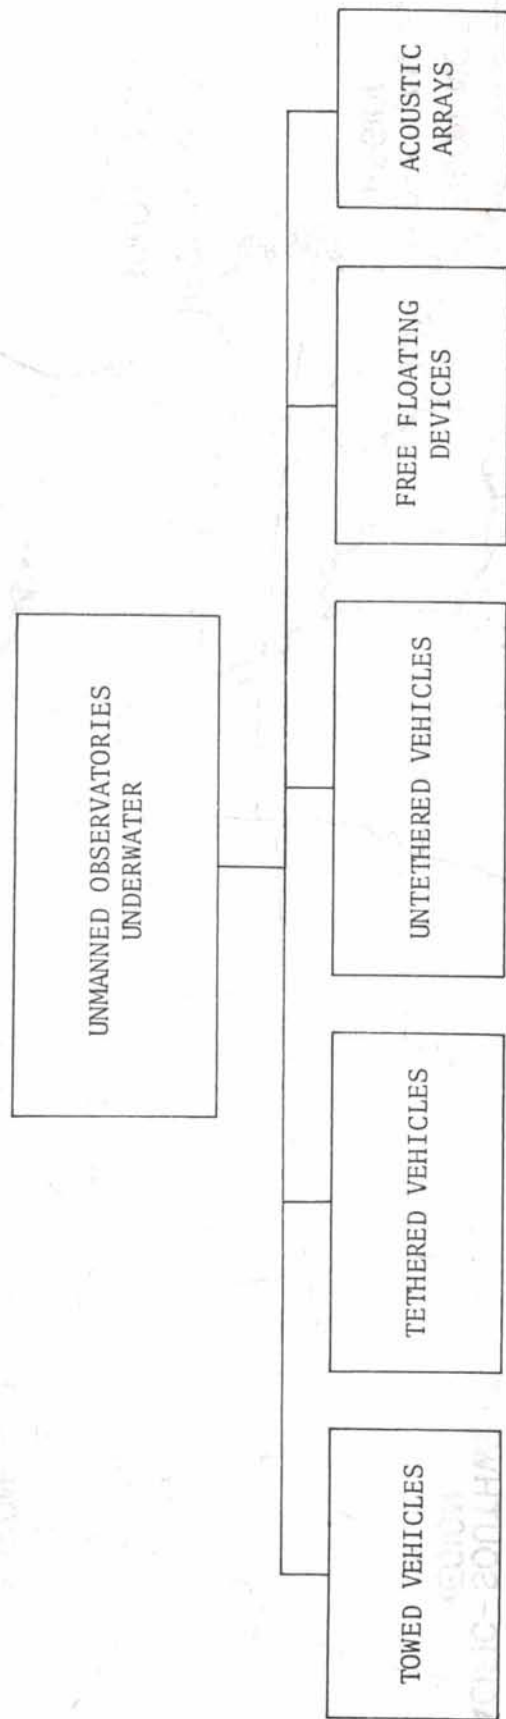 UNMANNED OBSERVATORIES
UNDERWATER
TOWED VEHICLES
TETHERED VEHICLES
UNTETHERED VEHICLES
FREE FLOATING
DEVICES
ACOUSTIC
ARRAYS